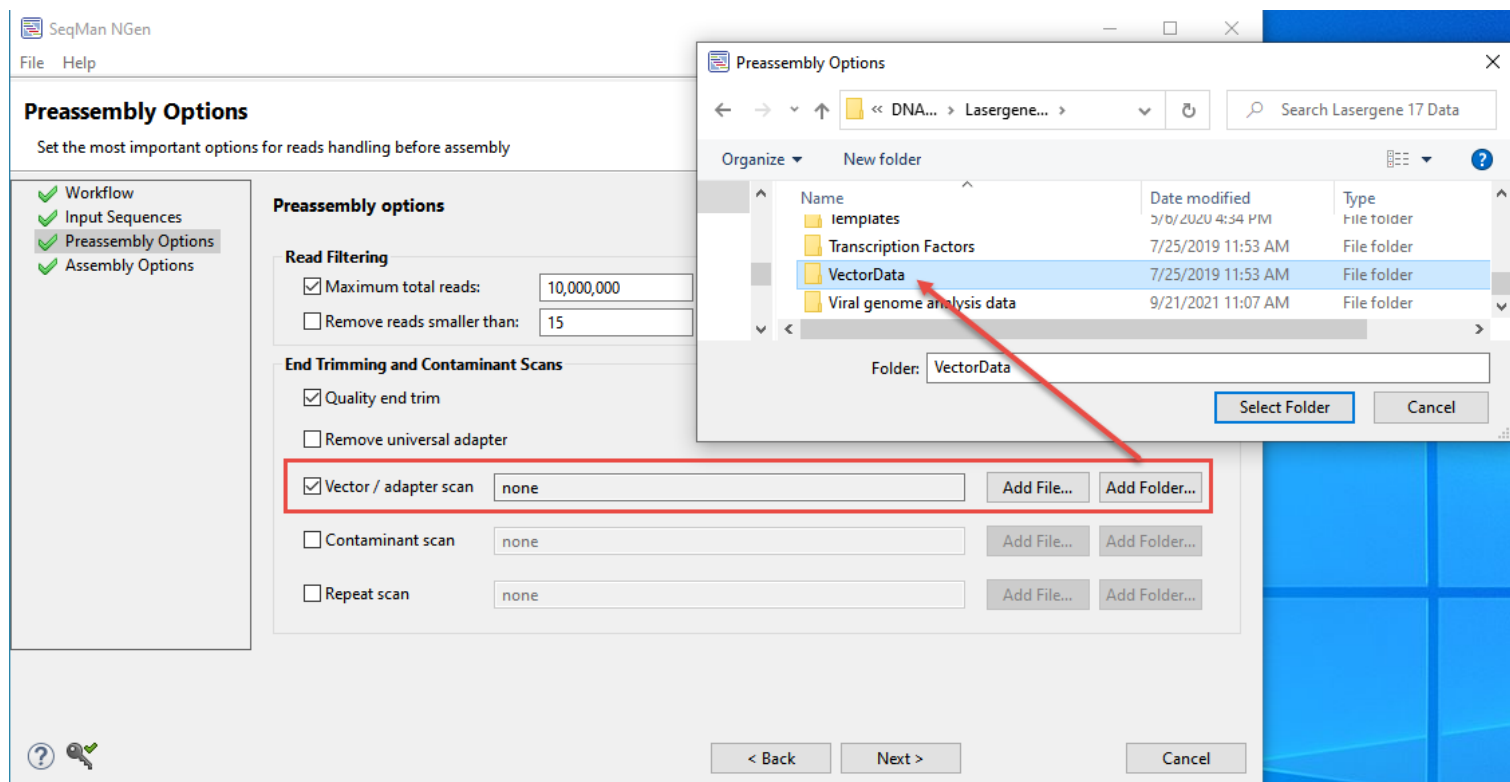 SeqMan NGen
File Help
Preassembly Options
Set the most important options for reads handling before assembly
Workflow
Input Sequences
Preassembly Options
Assembly Options
Preassembly options
Read Filtering
Maximum total reads: 10,000,000
Remove reads smaller than: 15
End Trimming and Contaminant Scans
Quality end trim
Remove universal adapter
Vector / adapter scan none Add File... Add Folder...
Contaminant scan none Add File... Add Folder...
Repeat scan none Add File... Add Folder...
< Back Next > Cancel
Preassembly Options
« DNA... > Lasergene... > Search Lasergene 17 Data
Organize New folder
Name Date modified Type
Templates 5/6/2020 4:34 PM File folder
Transcription Factors 7/25/2019 11:53 AM File folder
VectorData 7/25/2019 11:53 AM File folder
Viral genome analysis data 9/21/2021 11:07 AM File folder
Folder: VectorData
Select Folder Cancel